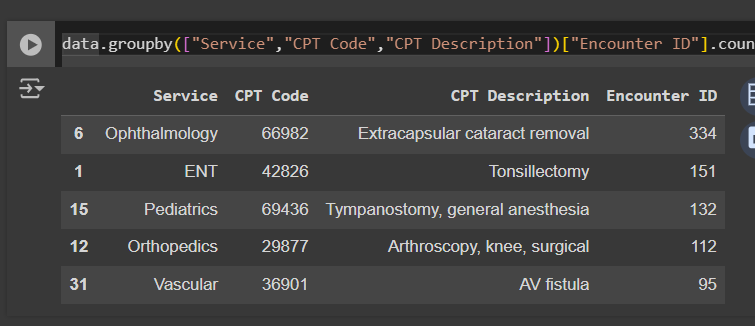 data.groupby(["Service","CPT Code","CPT Description"])["Encounter ID"].coun
Service CPT Code CPT Description Encounter ID
6 Ophthalmology 66982 Extracapsular cataract removal 334
1 ENT 42826 Tonsillectomy 151
15 Pediatrics 69436 Tympanostomy, general anesthesia 132
12 Orthopedics 29877 Arthroscopy, knee, surgical 112
31 Vascular 36901 AV fistula 95